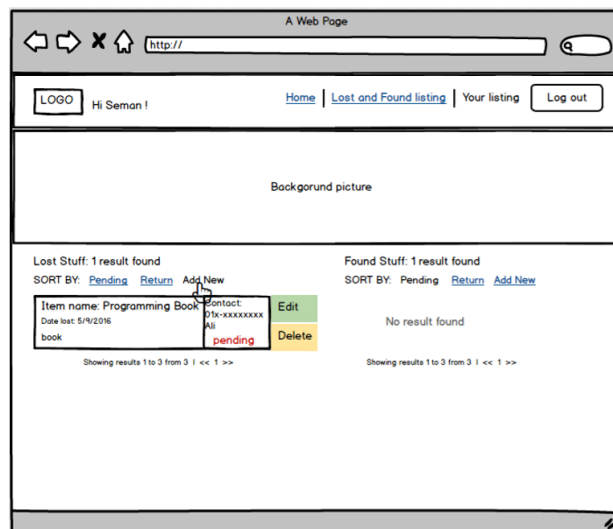 A Web Page
http://
LOGO
Hi Seman !
Home | Lost and Found listing | Your listing
Log out
Backgorund picture
Lost Stuff: 1 result found
SORT BY: Pending Return Add New
Item name: Programming Book
Date lost: 5/9/2016
book
Contact:
01x-xxxxxxxx
Ali
pending
Edit
Delete
Showing results 1 to 3 from 3 | << 1 >>
Found Stuff: 1 result found
SORT BY: Pending Return Add New
No result found
Showing results 1 to 3 from 3 | << 1 >>